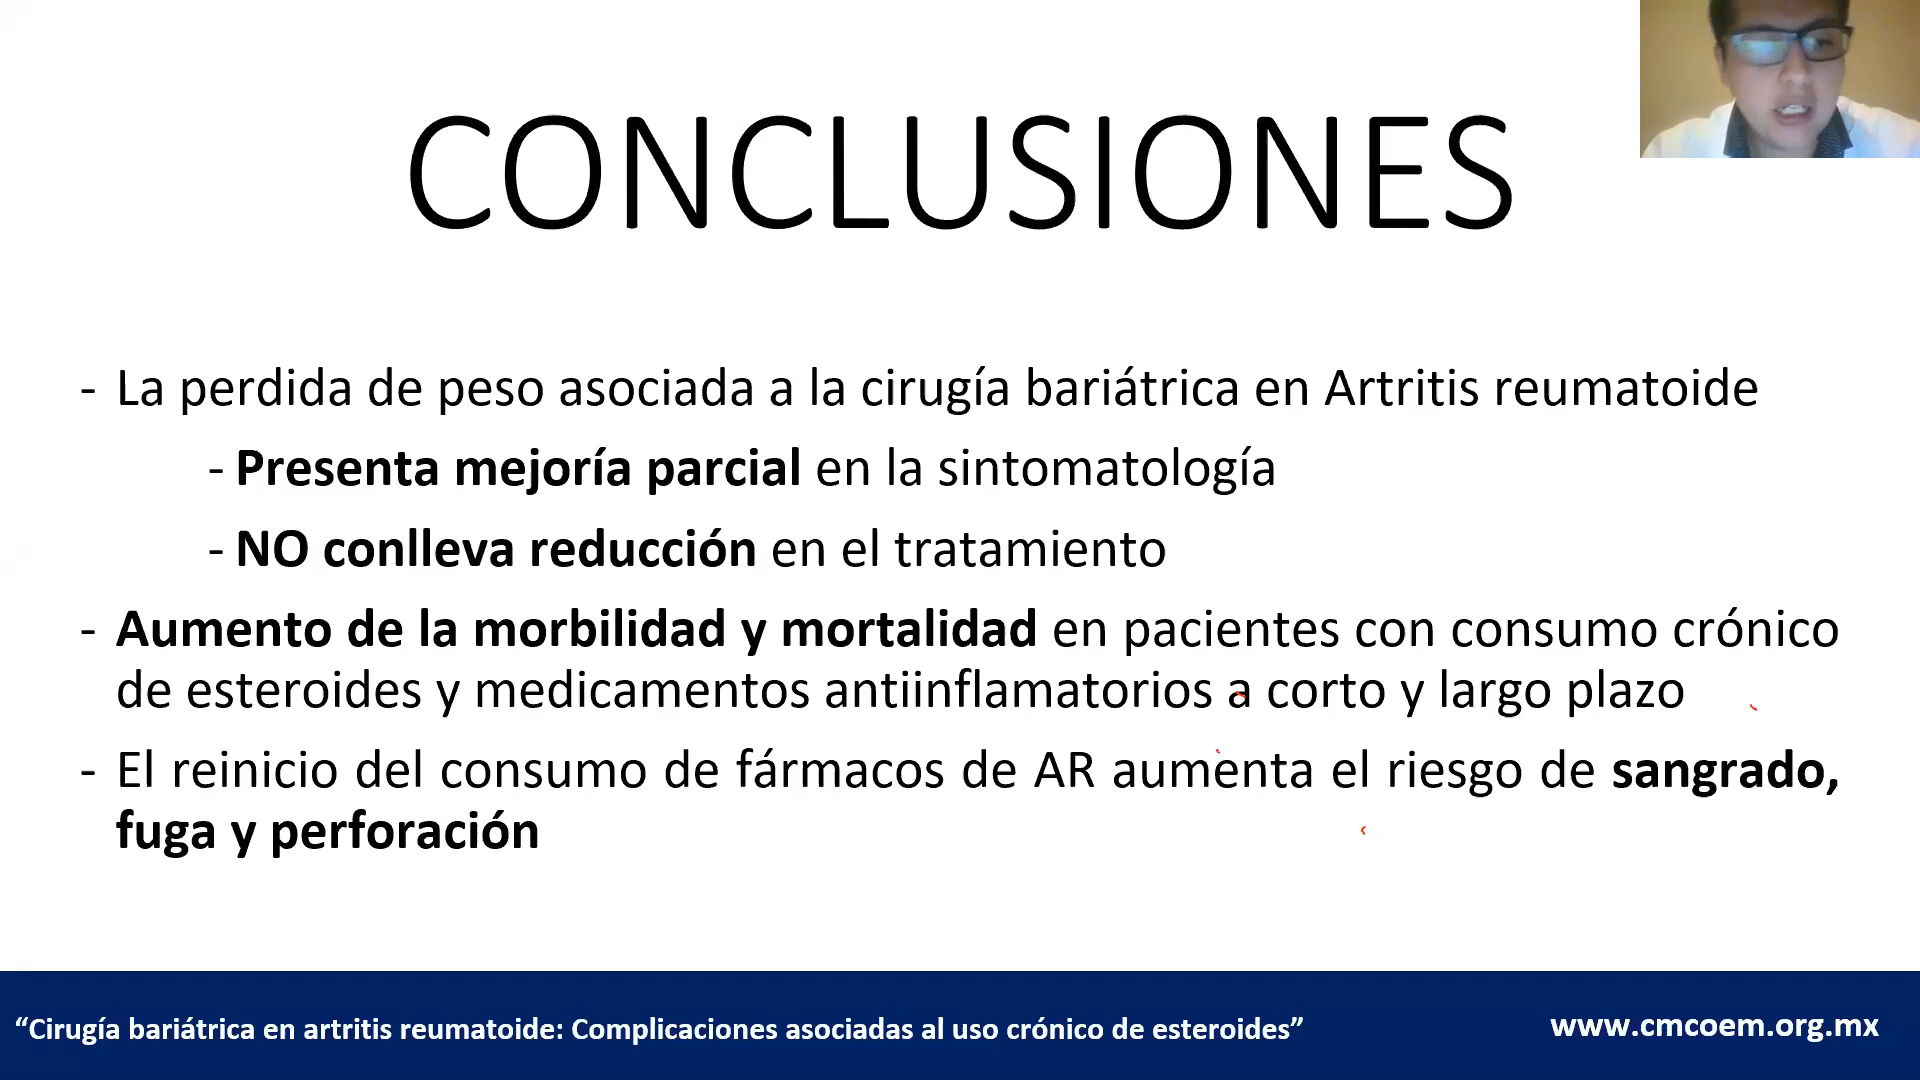 CONCLUSIONES
- La perdida de peso asociada a la cirugía bariátrica en Artritis reumatoide
- Presenta mejoría parcial en la sintomatología
- NO conlleva reducción en el tratamiento
- Aumento de la morbilidad y mortalidad en pacientes con consumo crónico
de esteroides y medicamentos antiinflamatorios a corto y largo plazo
- El reinicio del consumo de fármacos de AR aumenta el riesgo de sangrado,
fuga y perforación
“Cirugía bariátrica en artritis reumatoide: Complicaciones asociadas al uso crónico de esteroides”
www.cmcoem.org.mx